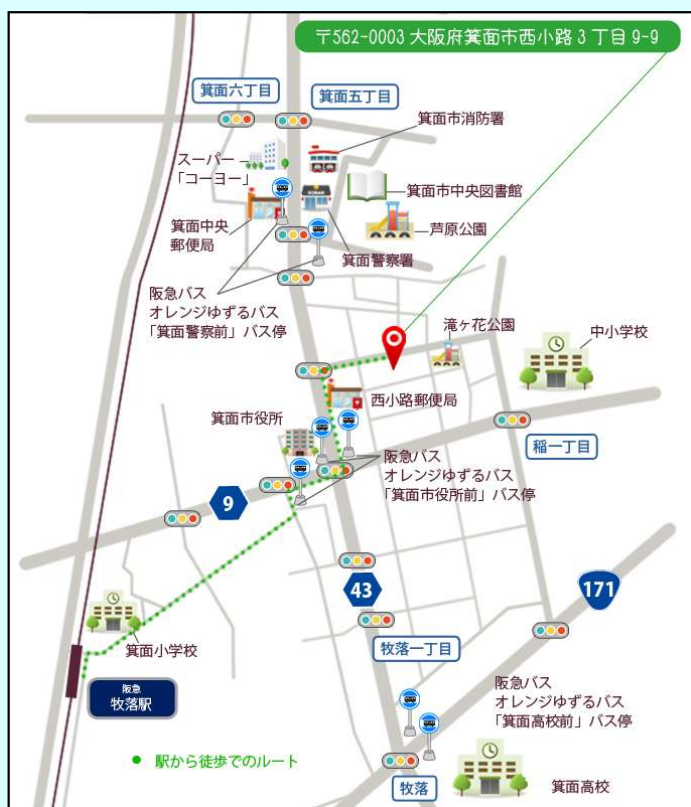 〒562-0003 大阪府箕面市西小路3丁目9-9
箕面六丁目
箕面五丁目
箕面市消防署
スーパー
「コーヨー」
箕面市中央図書館
箕面中央
郵便局
芦原公園
箕面警察署
阪急バス
オレンジゆずるバス
「箕面警察前」バス停
滝ヶ花公園
中小学校
西小路郵便局
箕面市役所
稲一丁目
阪急バス
オレンジゆずるバス
「箕面市役所前」バス停
9
43
171
箕面小学校
牧落一丁目
阪急
牧落駅
阪急バス
オレンジゆずるバス
「箕面高校前」バス停
駅から徒歩でのルート
牧落
箕面高校